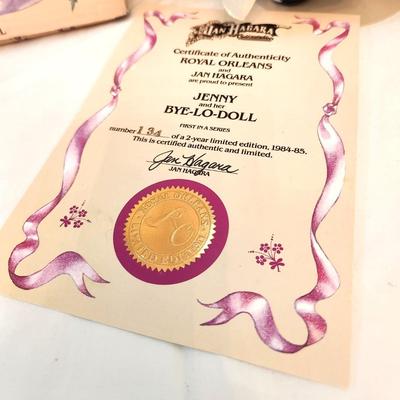 JAN HAGARA
Certificate of Authenticity
ROYAL ORLEANS
and
JAN HAGARA
are proud to present
JENNY
and her
BYE-LO-DOLL
FIRST IN A SERIES
number 134 of a 2-year limited edition, 1984-85.
This is certified authentic and limited.
Jan Hagara
JAN HAGARA
ROYAL ORLEANS
RO
LIMITED EDITION